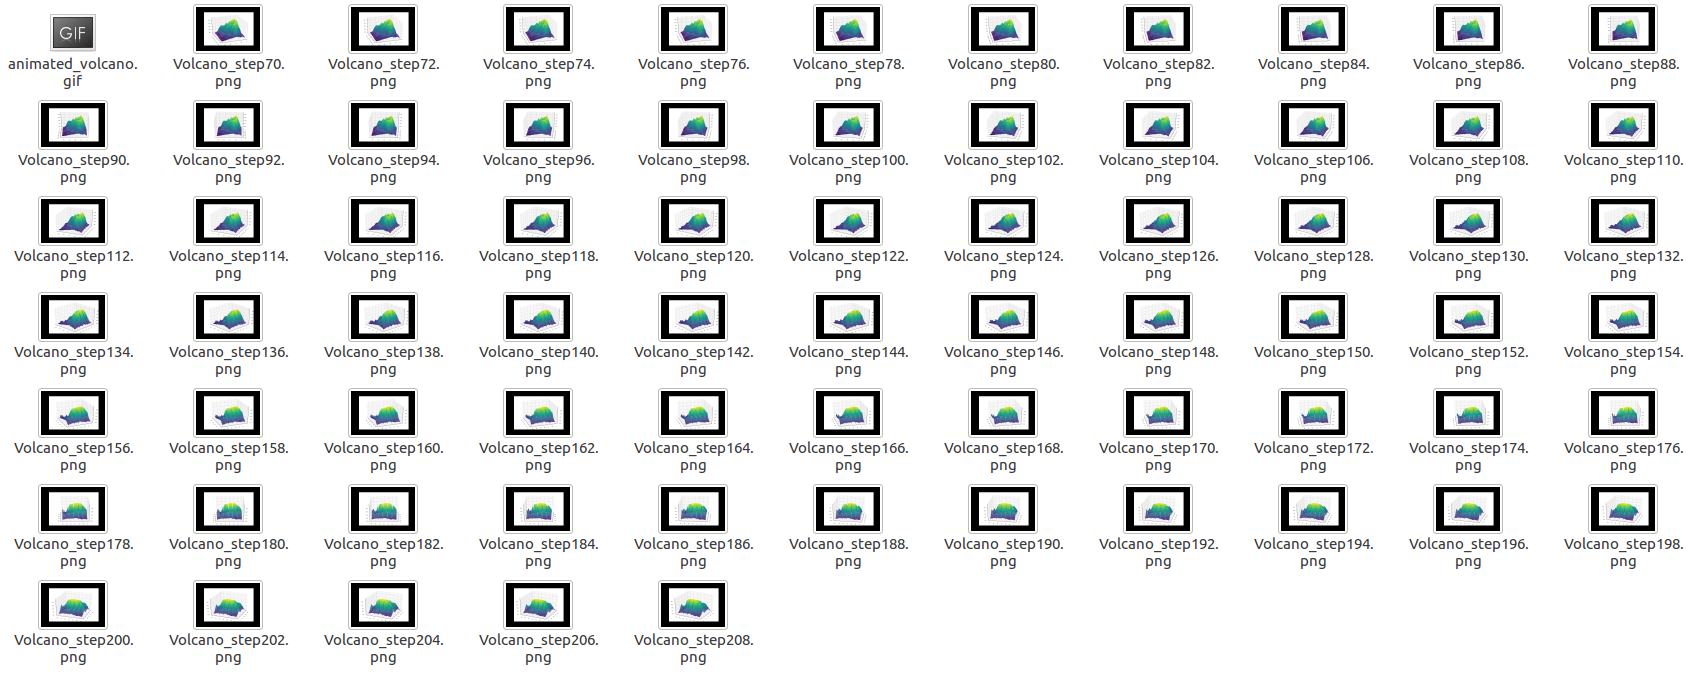 GIF
animated_volcano. Volcano_step70. Volcano_step72. Volcano_step74. Volcano_step76. Volcano_step78. Volcano_step80. Volcano_step82. Volcano_step84. Volcano_step86. Volcano_step88.
gif png png png png png png png png png png
Volcano_step90. Volcano_step92. Volcano_step94. Volcano_step96. Volcano_step98. Volcano_step100. Volcano_step102. Volcano_step104. Volcano_step106. Volcano_step108. Volcano_step110.
png png png png png png png png png png png
Volcano_step112. Volcano_step114. Volcano_step116. Volcano_step118. Volcano_step120. Volcano_step122. Volcano_step124. Volcano_step126. Volcano_step128. Volcano_step130. Volcano_step132.
png png png png png png png png png png png
Volcano_step134. Volcano_step136. Volcano_step138. Volcano_step140. Volcano_step142. Volcano_step144. Volcano_step146. Volcano_step148. Volcano_step150. Volcano_step152. Volcano_step154.
png png png png png png png png png png png
Volcano_step156. Volcano_step158. Volcano_step160. Volcano_step162. Volcano_step164. Volcano_step166. Volcano_step168. Volcano_step170. Volcano_step172. Volcano_step174. Volcano_step176.
png png png png png png png png png png png
Volcano_step178. Volcano_step180. Volcano_step182. Volcano_step184. Volcano_step186. Volcano_step188. Volcano_step190. Volcano_step192. Volcano_step194. Volcano_step196. Volcano_step198.
png png png png png png png png png png png
Volcano_step200. Volcano_step202. Volcano_step204. Volcano_step206. Volcano_step208.
png png png png png